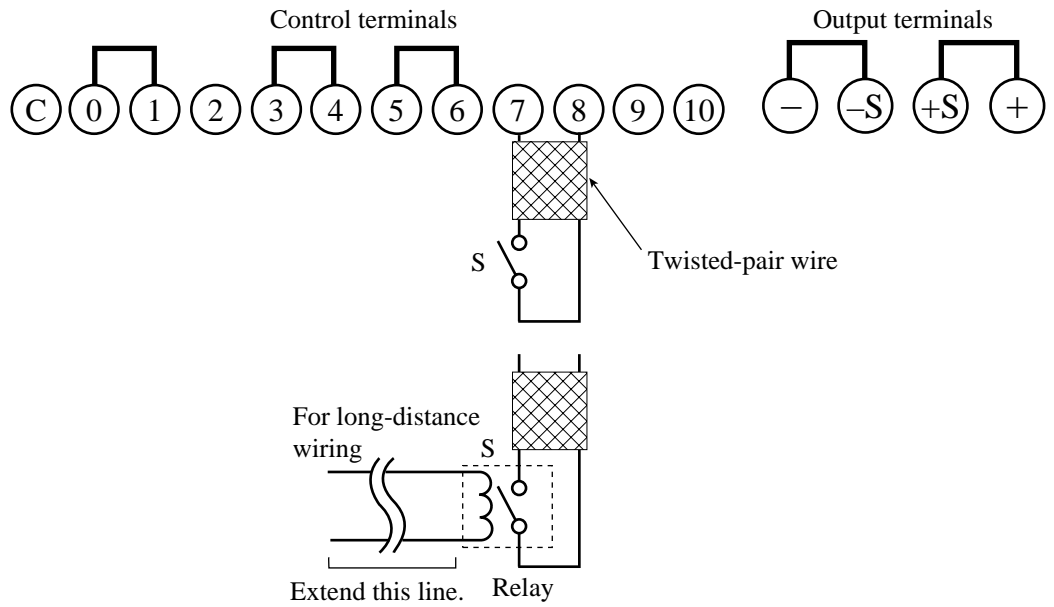 Control terminals
Output terminals
C 0 1 2 3 4 5 6 7 8 9 10
– –S +S +
S
Twisted-pair wire
For long-distance
wiring
S
Extend this line.
Relay